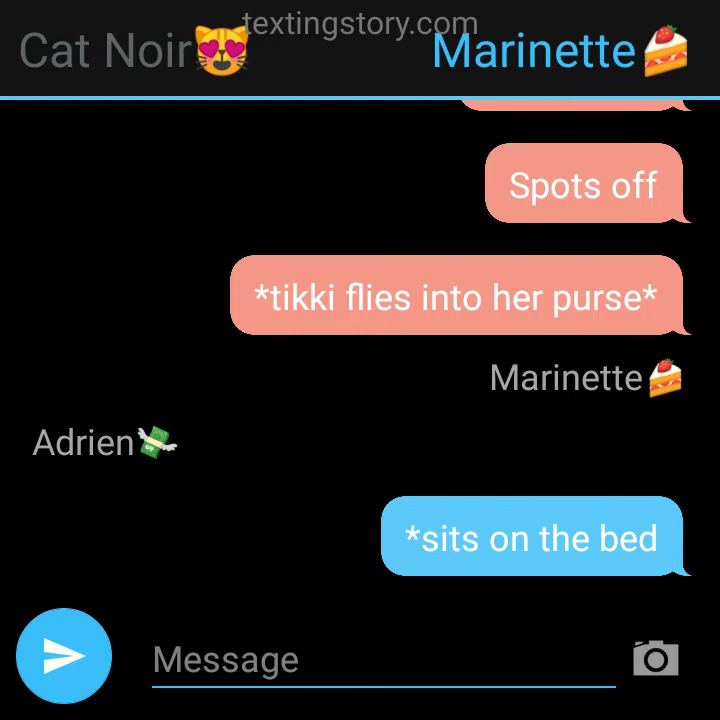 textingstory.com
Cat Noir😻 Marinette🍰
Spots off
*tikki flies into her purse*
Marinette🍰
Adrien💸
*sits on the bed
Message